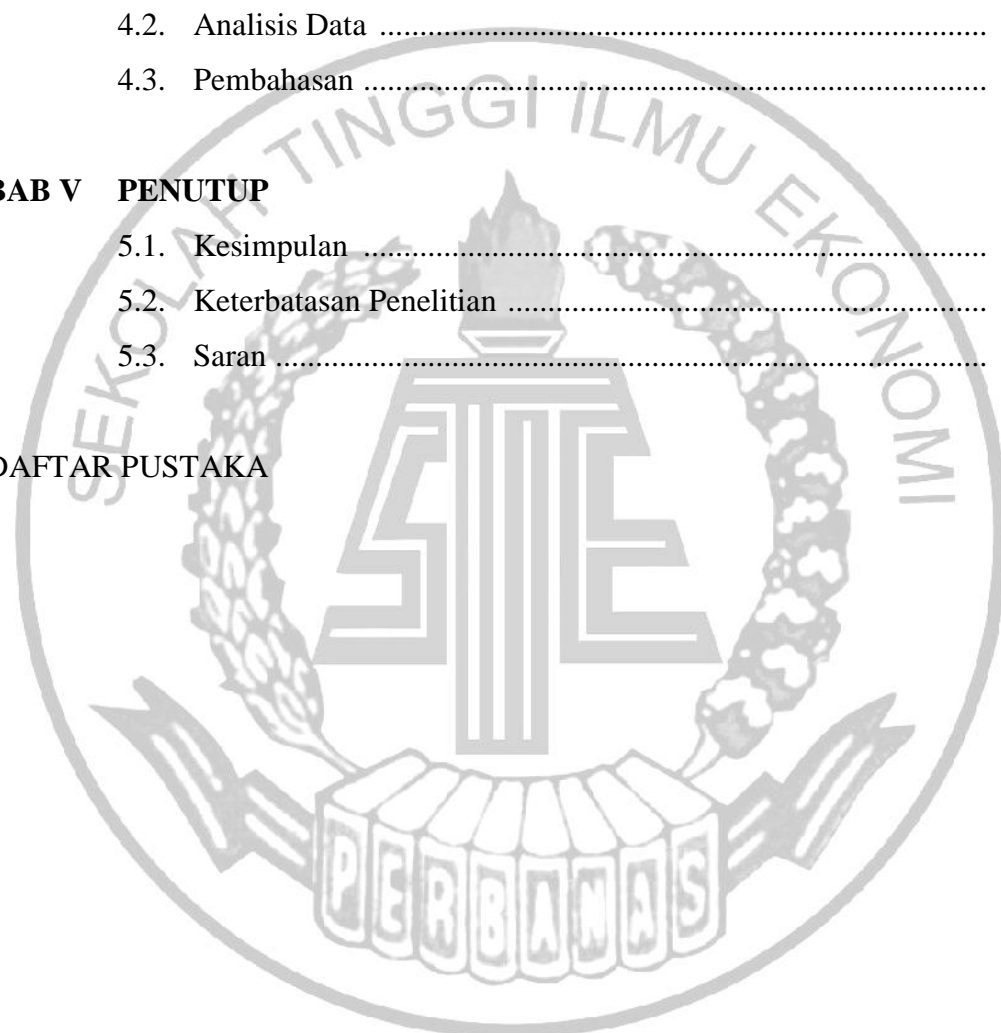 4.2. Analisis Data ................................................................................
4.3. Pembahasan ..................................................................................
BAB V PENUTUP
5.1. Kesimpulan ..................................................................................
5.2. Keterbatasan Penelitian ...............................................................
5.3. Saran ..............................................................................................
DAFTAR PUSTAKA
SEKOLAH TINGGI ILMU EKONOMI
STIE
PERBANAS